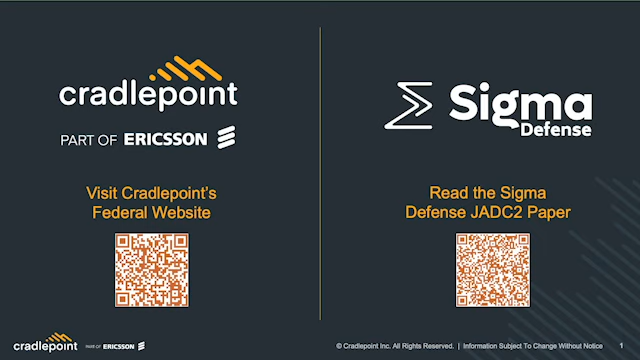 cradlepoint
PART OF ERICSSON
Visit Cradlepoint's
Federal Website
Sigma
Defense
Read the Sigma
Defense JADC2 Paper
cradlepoint PART OF ERICSSON
© Cradlepoint Inc. All Rights Reserved. | Information Subject To Change Without Notice 1